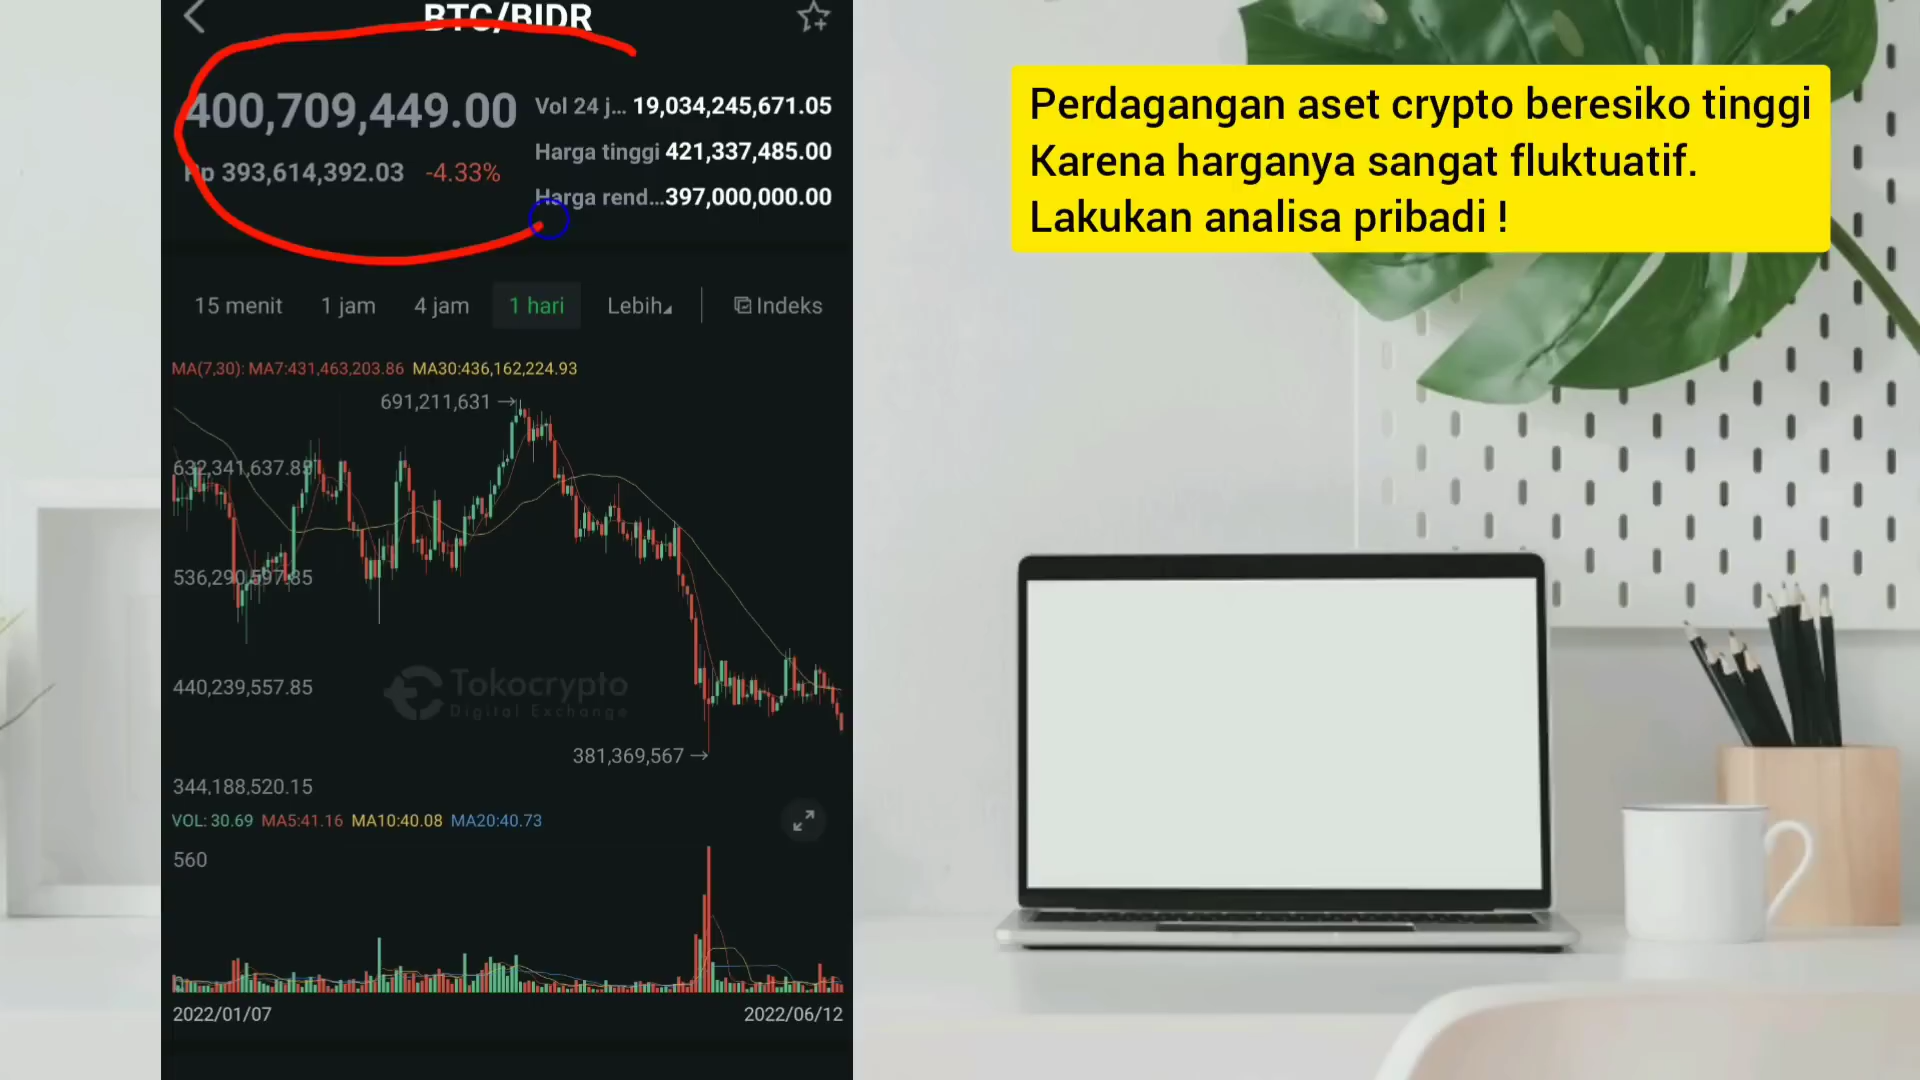 BTC/BIDR
400,709,449.00
Rp 393,614,392.03 -4.33%
Vol 24 j... 19,034,245,671.05
Harga tinggi 421,337,485.00
Harga rend... 397,000,000.00
Perdagangan aset crypto beresiko tinggi
Karena harganya sangat fluktuatif.
Lakukan analisa pribadi !
15 menit 1 jam 4 jam 1 hari Lebih Indeks
MA(7,30): MA7:431,463,203.86 MA30:436,162,224.93
691,211,631
632,341,637.85
536,290,597.85
440,239,557.85
Tokocrypto
Digital Exchange
381,369,567
344,188,520.15
VOL: 30.69 MA5:41.16 MA10:40.08 MA20:40.73
560
0
2022/01/07 2022/06/12